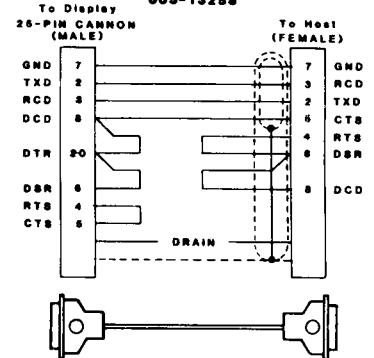 003-13288
To Display
25-PIN CANNON
(MALE)
To Host
(FEMALE)
GND 7 7 GND
TXD 2 3 RCD
RCD 3 2 TXD
DCD 8 5 CTS
4 RTS
DTR 20 6 DSR
DSR 6 8 DCD
RTS 4
CTS 5
DRAIN